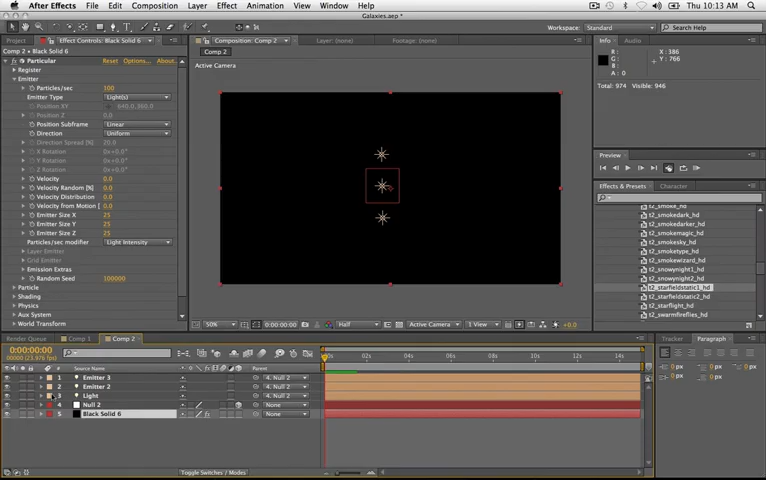 After Effects File Edit Composition Layer Effect Animation View Window Help Thu 10:13 AM
Galaxies.aep *
Workspace: Standard Search Help
Project Effect Controls: Black Solid 6 Composition: Comp 2 Layer: (none) Footage: (none) Info Audio
Comp 2 • Black Solid 6
Comp 2
Active Camera
R :
G :
B :
A : 0
X : 386
Y : 766
Total: 974 Visible: 946
Particular Reset Options... About...
Register
Emitter
Particles/sec 100
Emitter Type Light(s)
Position XY 640.0,360.0
Position Z 0.0
Position Subframe Linear
Direction Uniform
Direction Spread [%] 20.0
X Rotation 0x+0.0°
Y Rotation 0x+0.0°
Z Rotation 0x+0.0°
Velocity 0.0
Velocity Random [%] 0.0
Velocity Distribution 0.0
Velocity from Motion [ 0.0
Emitter Size X 25
Emitter Size Y 25
Emitter Size Z 25
Particles/sec modifier Light Intensity
Layer Emitter
Grid Emitter
Emission Extras
Random Seed 100000
Particle
Shading
Physics
Aux System
World Transform
Preview
Effects & Presets Character
t2_smoke_hd
t2_smokedark_hd
t2_smokedarker_hd
t2_smokemagic_hd
t2_smokesky_hd
t2_smoketype_hd
t2_smokewizard_hd
t2_snowynight1_hd
t2_snowynight2_hd
t2_starfieldstatic1_hd
t2_starfieldstatic2_hd
t2_starflight_hd
t2_swarmfireflies_hd
50% 0:00:00:00 Half Active Camera 1 View +0.0
Render Queue Comp 1 Comp 2 Tracker Paragraph
0:00:00:00
00000 (23.976 fps)
# Source Name Parent
0:00s 02s 04s 06s 08s 10s 12s 14s
1 Emitter 3 4. Null 2
2 Emitter 2 4. Null 2
3 Light 4. Null 2
4 Null 2 None
5 Black Solid 6 None
0 px 0 px
0 px 0 px
0 px
Toggle Switches / Modes